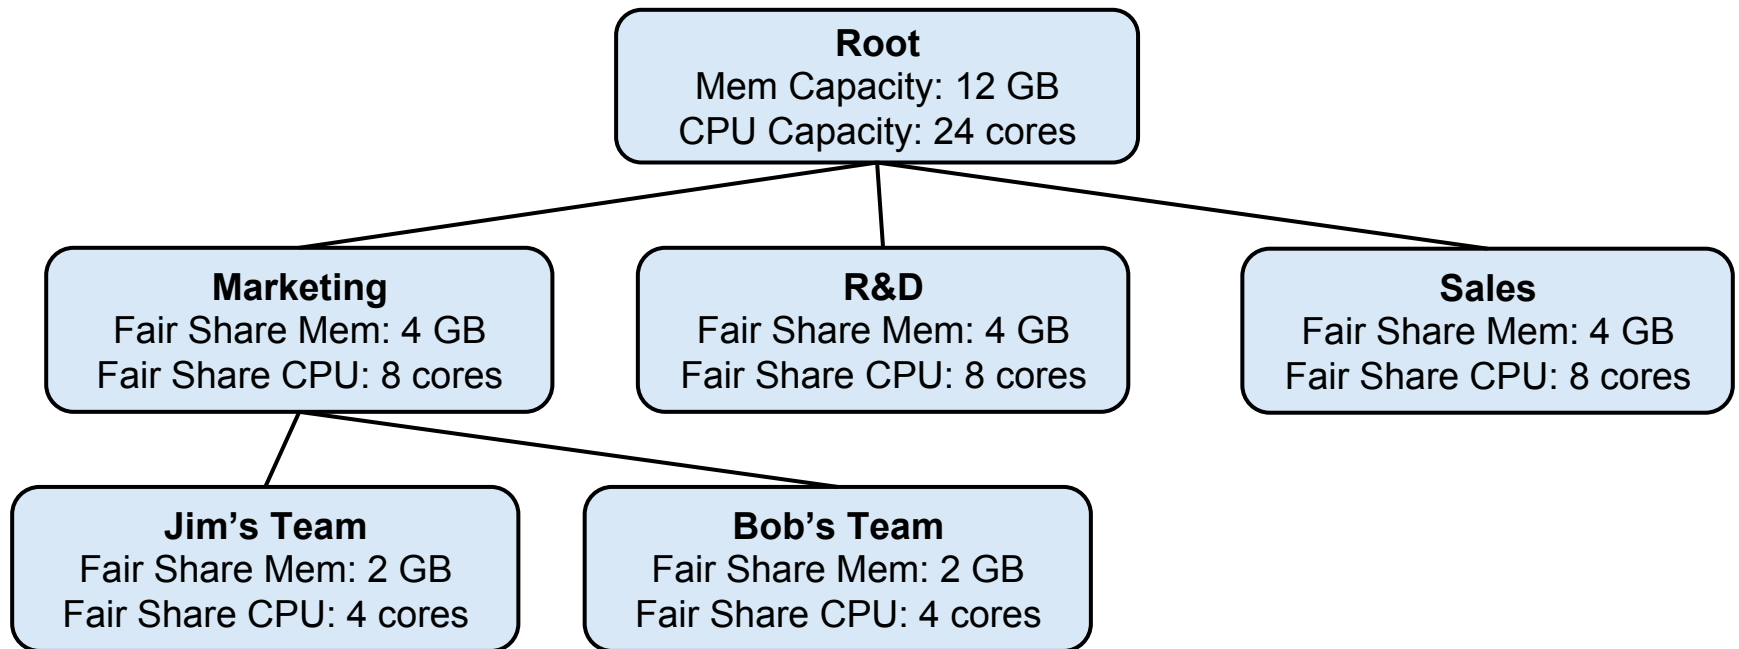 Root
Mem Capacity: 12 GB
CPU Capacity: 24 cores
Marketing
Fair Share Mem: 4 GB
Fair Share CPU: 8 cores
R&D
Fair Share Mem: 4 GB
Fair Share CPU: 8 cores
Sales
Fair Share Mem: 4 GB
Fair Share CPU: 8 cores
Jim’s Team
Fair Share Mem: 2 GB
Fair Share CPU: 4 cores
Bob’s Team
Fair Share Mem: 2 GB
Fair Share CPU: 4 cores